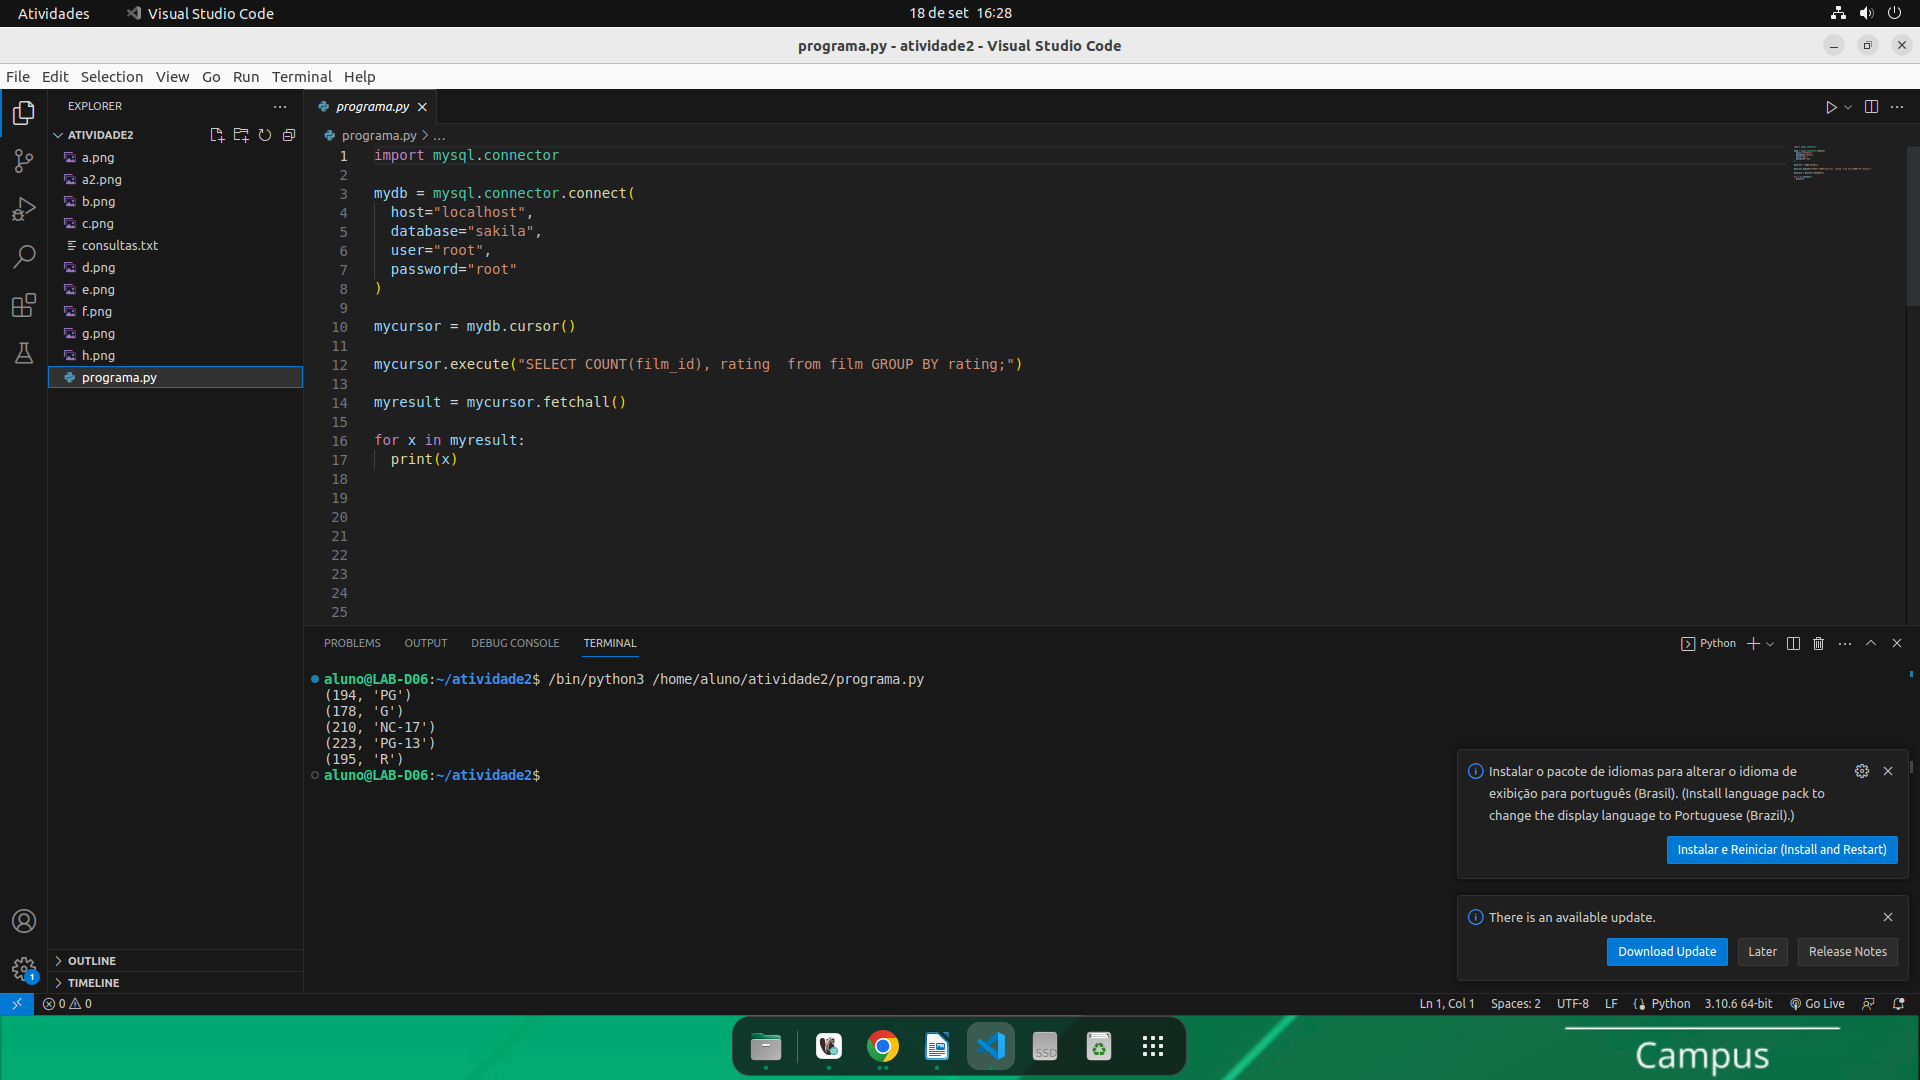 Atividades
Visual Studio Code
18 de set 16:28
programa.py - atividade2 - Visual Studio Code
File Edit Selection View Go Run Terminal Help
EXPLORER
ATIVIDADE2
a.png
a2.png
b.png
c.png
consultas.txt
d.png
e.png
f.png
g.png
h.png
programa.py
OUTLINE
TIMELINE
programa.py
programa.py > ...
1 import mysql.connector
2
3 mydb = mysql.connector.connect(
4   host="localhost",
5   database="sakila",
6   user="root",
7   password="root"
8 )
9
10 mycursor = mydb.cursor()
11
12 mycursor.execute("SELECT COUNT(film_id), rating  from film GROUP BY rating;")
13
14 myresult = mycursor.fetchall()
15
16 for x in myresult:
17   print(x)
18
19
20
21
22
23
24
25
PROBLEMS OUTPUT DEBUG CONSOLE TERMINAL
Python
aluno@LAB-D06:~/atividade2$ /bin/python3 /home/aluno/atividade2/programa.py
(194, 'PG')
(178, 'G')
(210, 'NC-17')
(223, 'PG-13')
(195, 'R')
aluno@LAB-D06:~/atividade2$
Instalar o pacote de idiomas para alterar o idioma de
exibição para português (Brasil). (Install language pack to
change the display language to Portuguese (Brazil).)
Instalar e Reiniciar (Install and Restart)
There is an available update.
Download Update Later Release Notes
1
0 0
Ln 1, Col 1 Spaces: 2 UTF-8 LF Python 3.10.6 64-bit Go Live
SSD
Campus